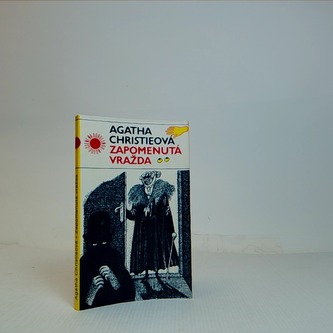 AGATHA
CHRISTIEOVÁ
ZAPOMENUTÁ
VRAŽDA